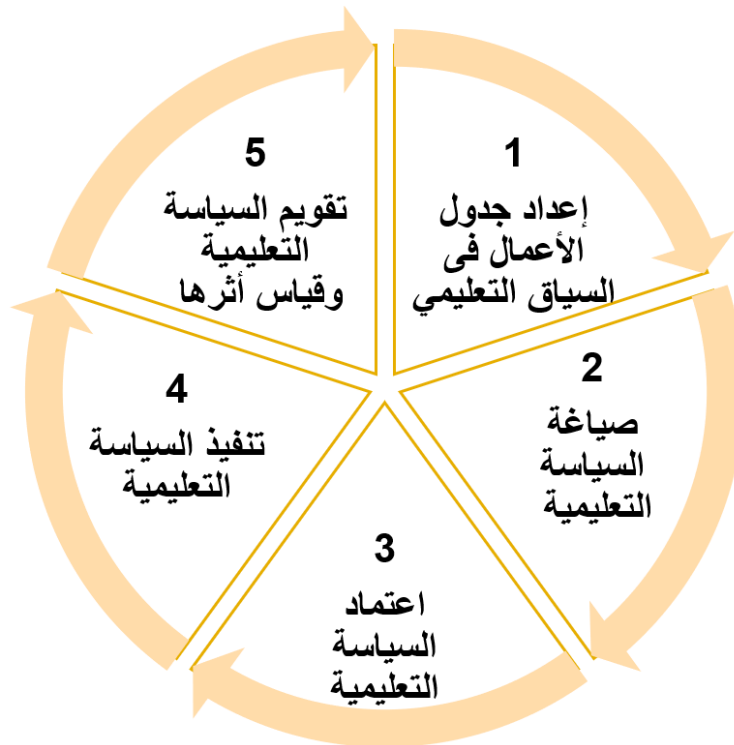 1
إعداد جدول
الأعمال فى
السياق التعليمي
2
صياغة
السياسة
التعليمية
3
اعتماد
السياسة
التعليمية
4
تنفيذ السياسة
التعليمية
5
تقويم السياسة
التعليمية
وقياس أثرها